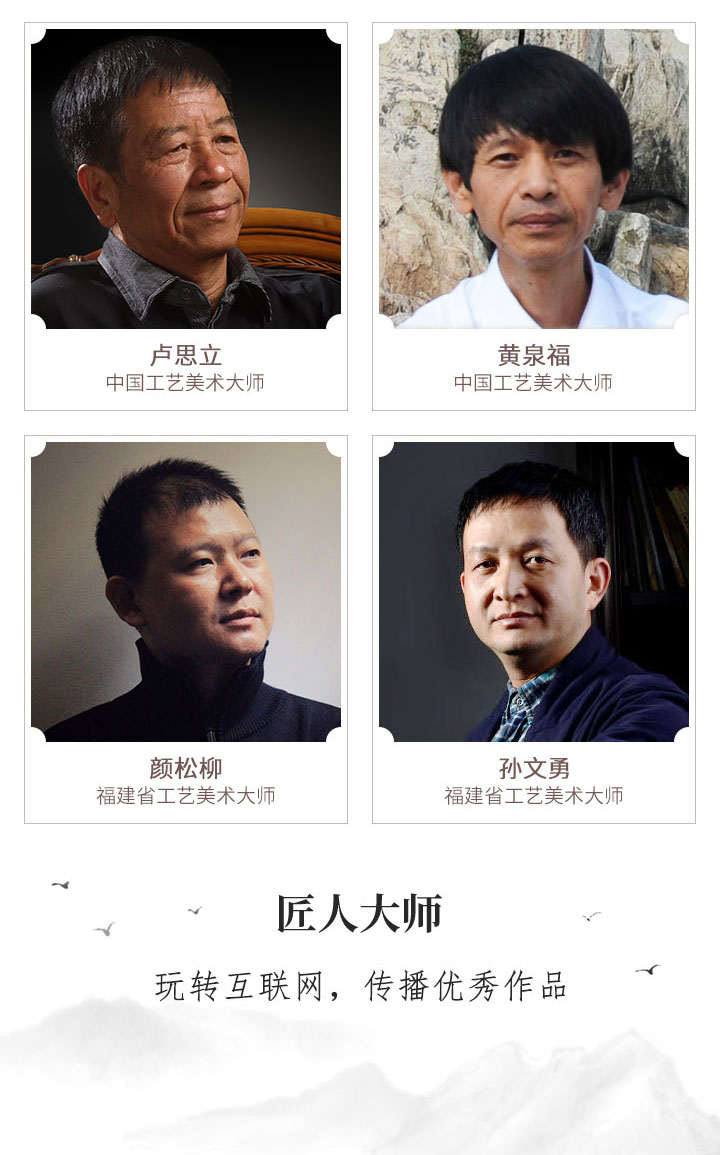 卢思立
中国工艺美术大师
黄泉福
中国工艺美术大师
颜松柳
福建省工艺美术大师
孙文勇
福建省工艺美术大师
匠人大师
玩转互联网，传播优秀作品